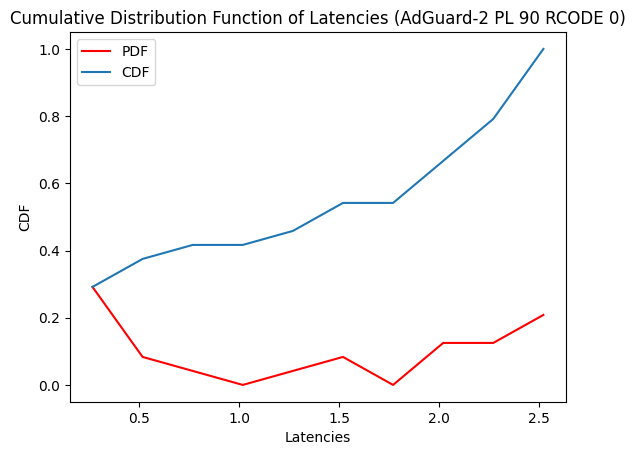 Cumulative Distribution Function of Latencies (AdGuard-2 PL 90 RCODE 0)
PDF
CDF
1.0
0.8
0.6
0.4
0.2
0.0
CDF
0.5
1.0
1.5
2.0
2.5
Latencies